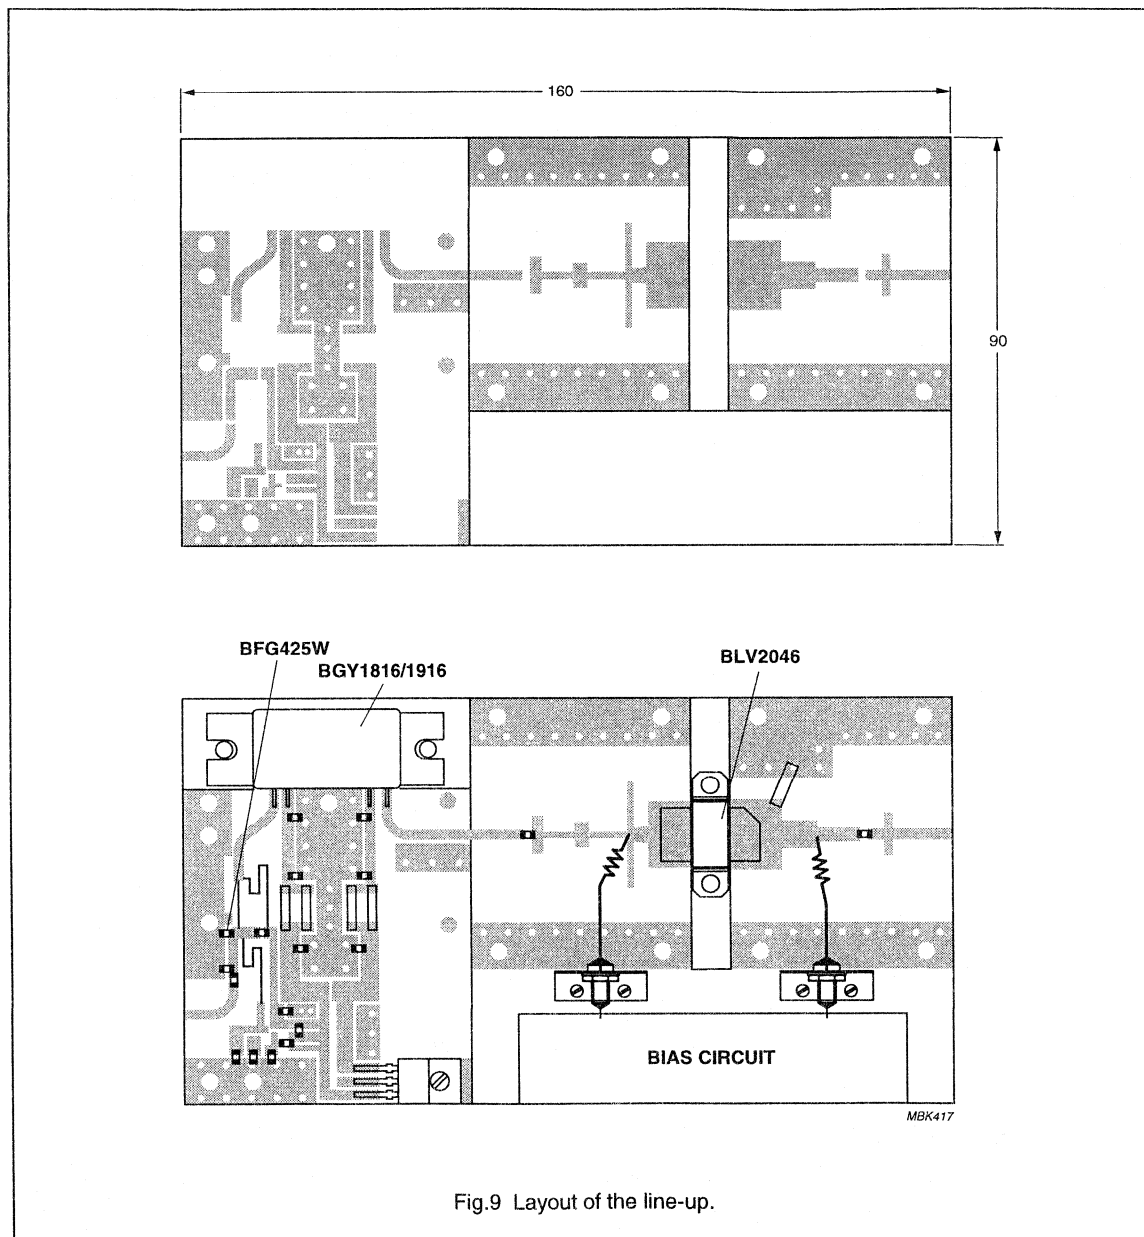 160
90
BFG425W
BGY1816/1916
BLV2046
BIAS CIRCUIT
MBK417
Fig.9 Layout of the line-up.